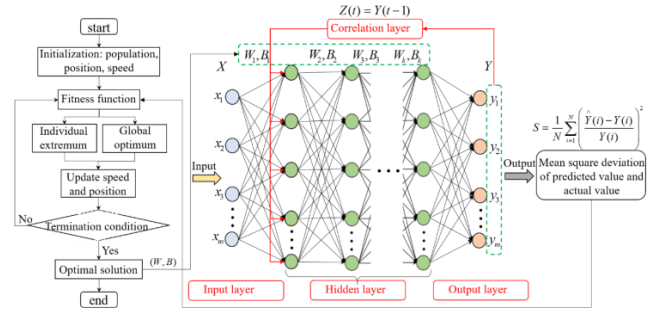 start
Initialization: population,
position, speed
Fitness function
Individual
extremum
Global
optimum
Update speed
and position
No
Termination condition
Yes
Optimal solution
(W, B)
end
Z(t) = Y(t-1)
Correlation layer
W₁, B₁ W₂, B₂ W₃, B₃ Wₖ, Bₖ
X
Y
x₁
x₂
x₃
xₘ
Input
y₁
y₂
y₃
yₘ
Output
Input layer
Hidden layer
Output layer
S = 1/N ∑ᵢ₌₁ᴺ ((Ŷ(i) − Y(i)) / Y(i))²
Mean square deviation
of predicted value and
actual value